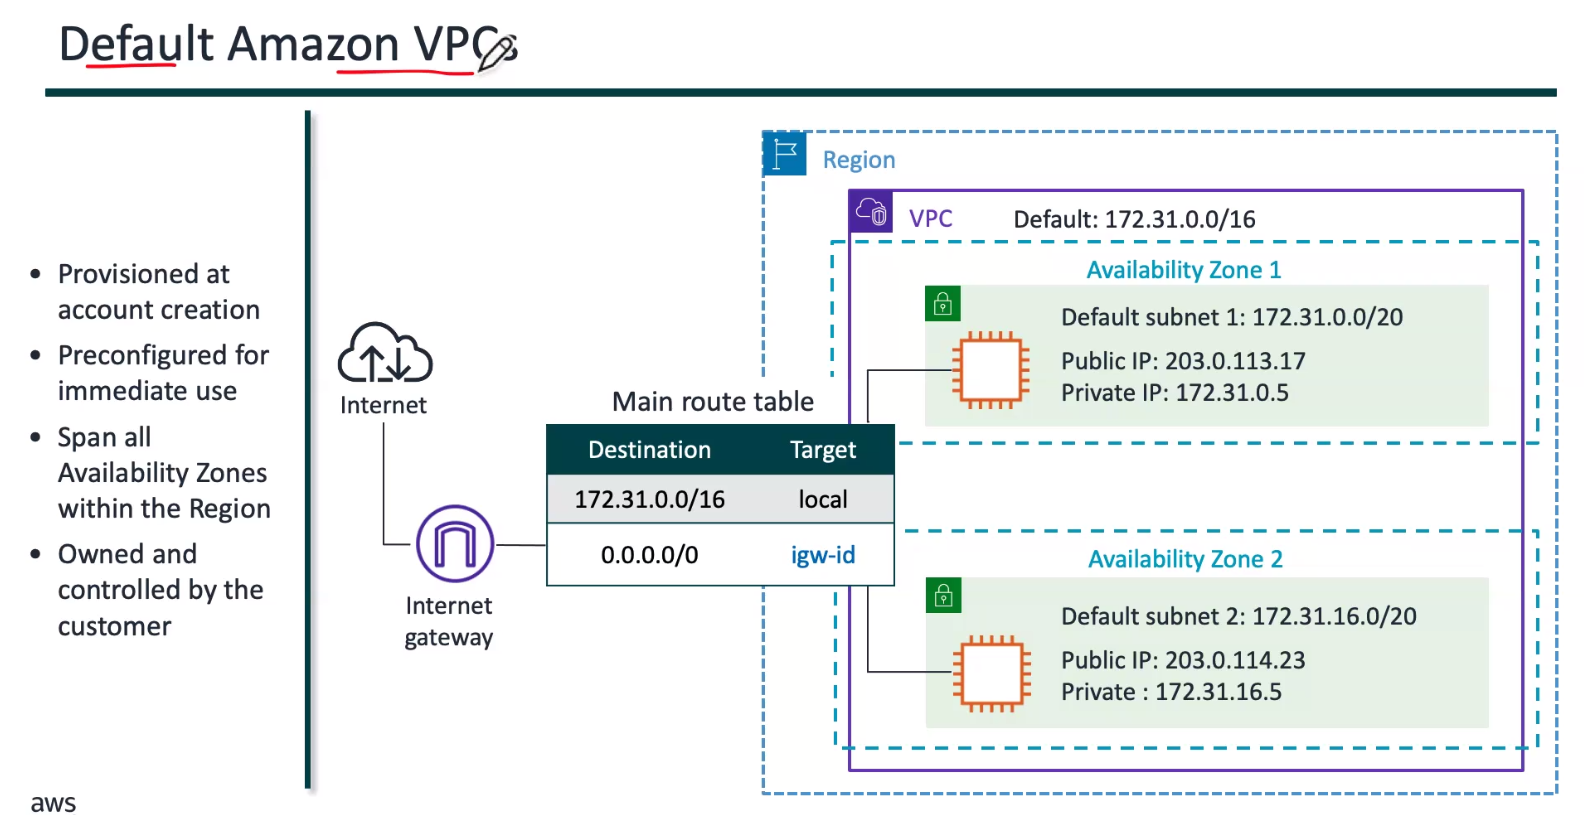 Default Amazon VPCs
Provisioned at
account creation
Preconfigured for
immediate use
Span all
Availability Zones
within the Region
Owned and
controlled by the
customer
Internet
Internet
gateway
Main route table
Destination Target
172.31.0.0/16 local
0.0.0.0/0 igw-id
Region
VPC Default: 172.31.0.0/16
Availability Zone 1
Default subnet 1: 172.31.0.0/20
Public IP: 203.0.113.17
Private IP: 172.31.0.5
Availability Zone 2
Default subnet 2: 172.31.16.0/20
Public IP: 203.0.114.23
Private : 172.31.16.5
aws